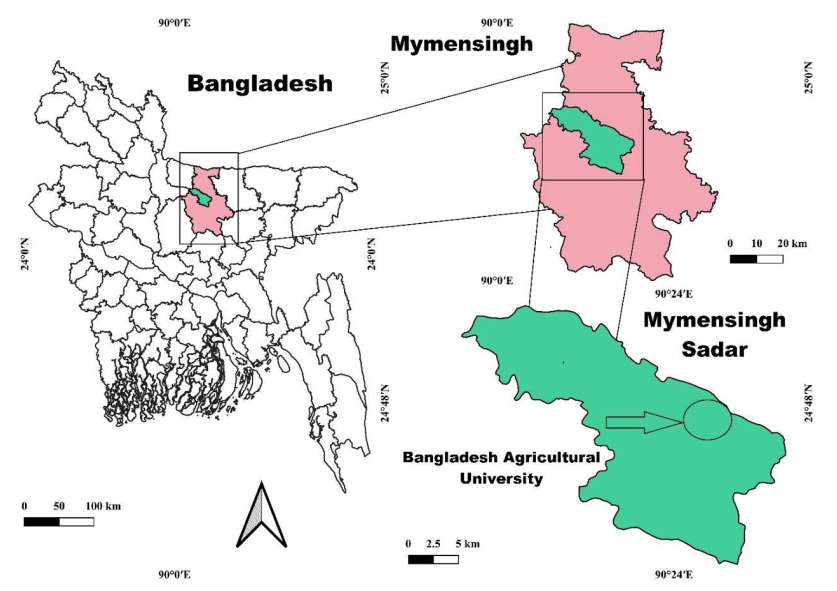 90°0′E
90°0′E
Mymensingh
Bangladesh
25°0′N
25°0′N
24°0′N
24°0′N
0 10 20 km
90°0′E
90°24′E
Mymensingh
Sadar
24°48′N
24°48′N
Bangladesh Agricultural
University
0 50 100 km
0 2.5 5 km
90°0′E
90°24′E